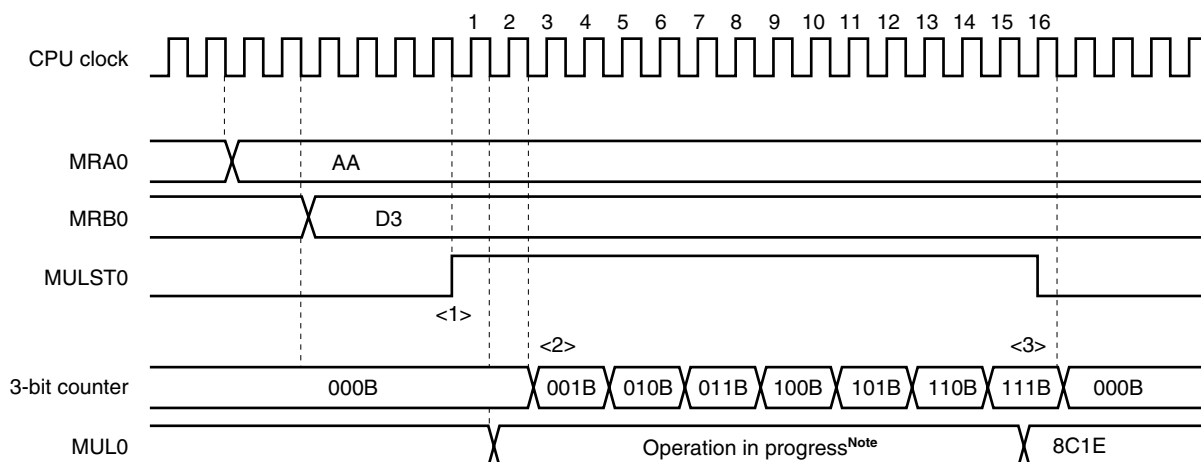 1 2 3 4 5 6 7 8 9 10 11 12 13 14 15 16
CPU clock
MRA0 AA
MRB0 D3
MULST0
<1>
<2> <3>
3-bit counter 000B 001B 010B 011B 100B 101B 110B 111B 000B
MUL0 Operation in progressNote 8C1E